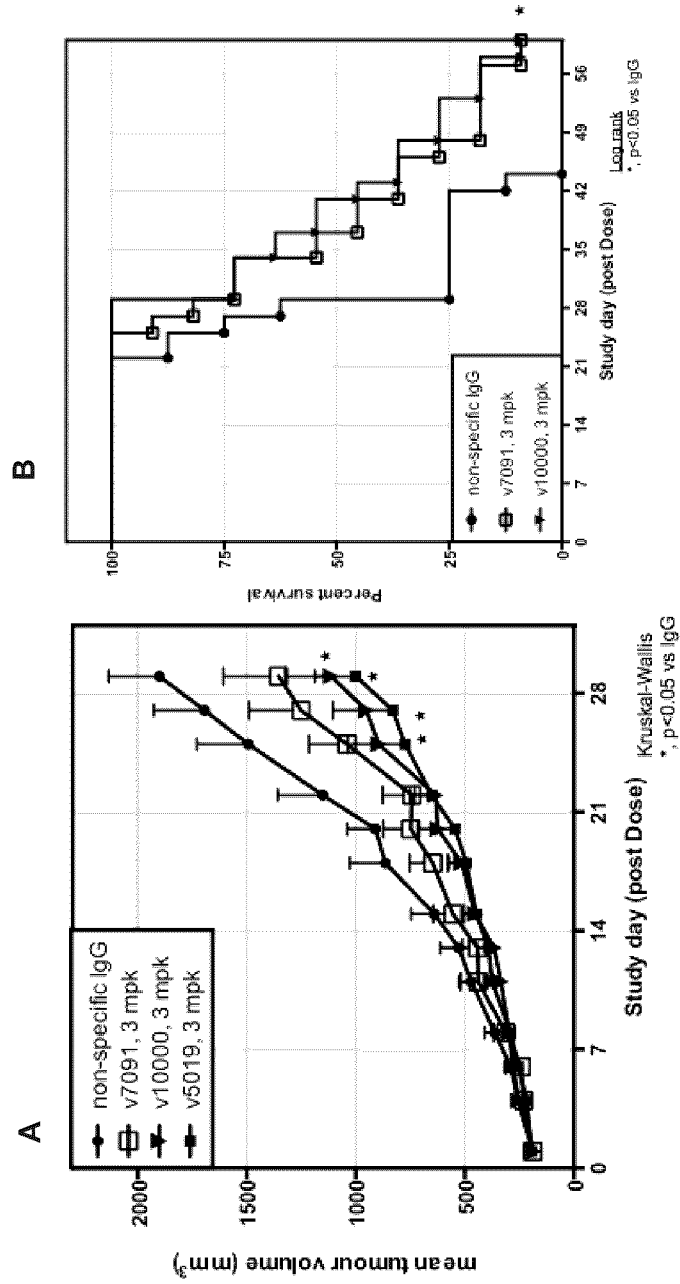 A
mean tumour volume (mm³)
2000
1500
1000
500
0
non-specific IgG
v7091, 3 mpk
v10000, 3 mpk
v5019, 3 mpk
*
*
* *
0
7
14
21
28
Study day (post Dose)
Kruskal-Wallis
*, p<0.05 vs IgG
B
Percent survival
100
75
50
25
0
non-specific IgG
v7091, 3 mpk
v10000, 3 mpk
*
0
7
14
21
28
35
42
49
56
Study day (post Dose)
Log rank
*, p<0.05 vs IgG